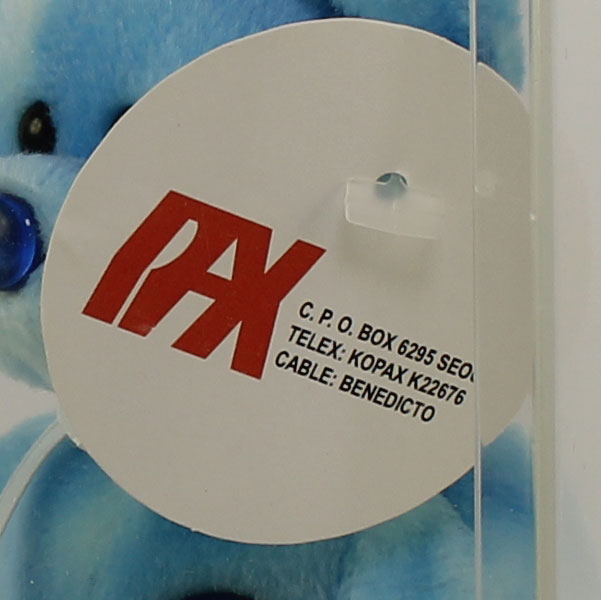 PAX
C. P. O. BOX 6295
TELEX: KOPAX K22676
CABLE: BENEDICTO